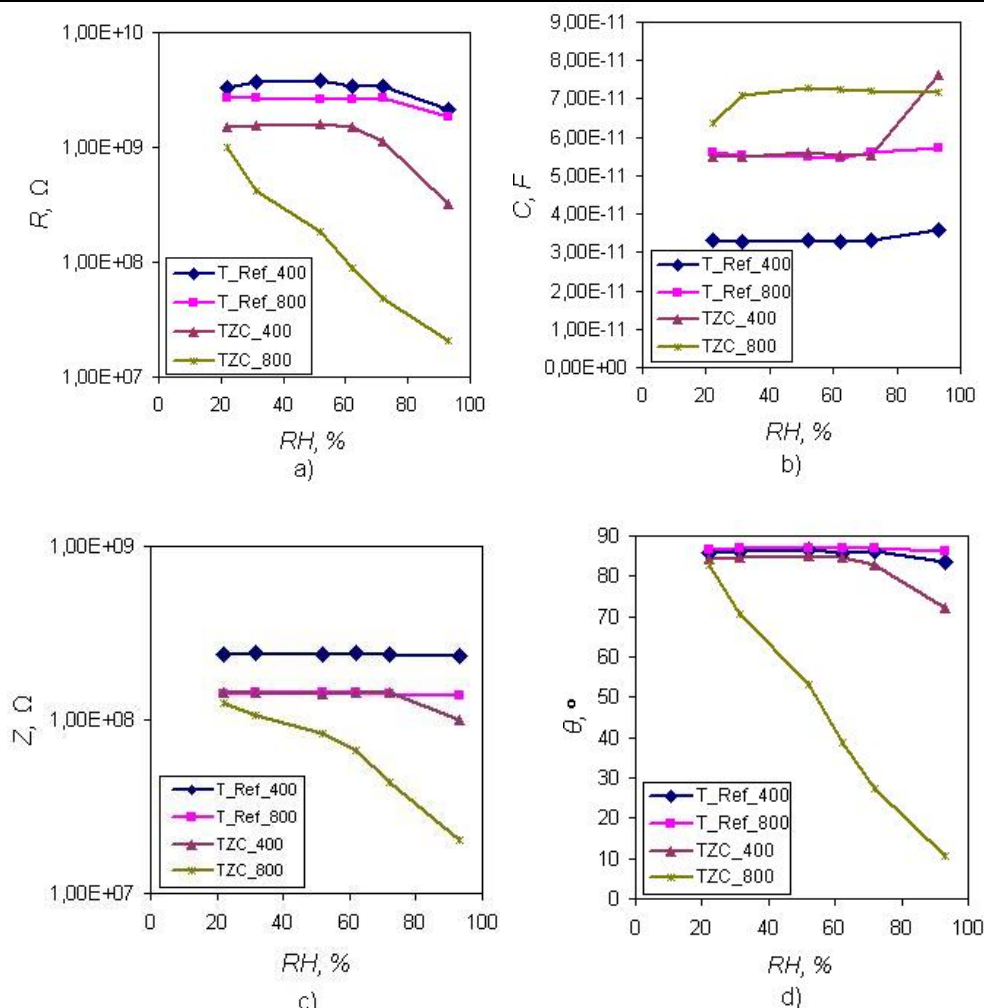 1,00E+10
1,00E+09
1,00E+08
1,00E+07
R, Ω
T_Ref_400
T_Ref_800
TZC_400
TZC_800
0 20 40 60 80 100
RH, %
a)
9,00E-11
8,00E-11
7,00E-11
6,00E-11
5,00E-11
4,00E-11
3,00E-11
2,00E-11
1,00E-11
0,00E+00
C, F
T_Ref_400
T_Ref_800
TZC_400
TZC_800
0 20 40 60 80 100
RH, %
b)
1,00E+09
1,00E+08
1,00E+07
Z, Ω
T_Ref_400
T_Ref_800
TZC_400
TZC_800
0 20 40 60 80 100
RH, %
c)
90
80
70
60
50
40
30
20
10
0
θ, °
T_Ref_400
T_Ref_800
TZC_400
TZC_800
0 20 40 60 80 100
RH, %
d)